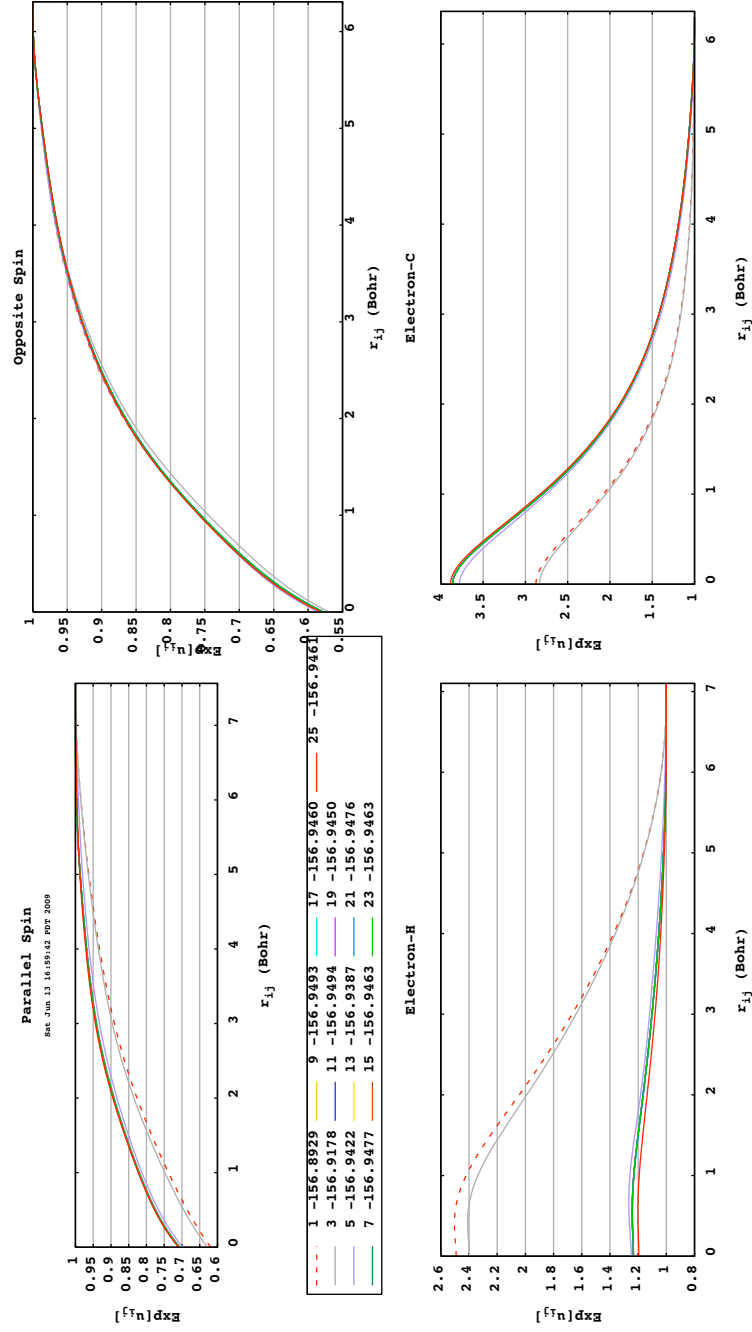 Parallel Spin
Sat Jun 13 16:59:42 PDT 2009
Exp[u_ij]
1
0.95
0.9
0.85
0.8
0.75
0.7
0.65
0.6
0 1 2 3 4 5 6 7
r_ij (Bohr)
Opposite Spin
Exp[u_ij]
1
0.95
0.9
0.85
0.8
0.75
0.7
0.65
0.6
0.55
0 1 2 3 4 5 6
r_ij (Bohr)
1 -156.8929 9 -156.9493 17 -156.9460 25 -156.9461
3 -156.9178 11 -156.9494 19 -156.9450
5 -156.9422 13 -156.9387 21 -156.9476
7 -156.9477 15 -156.9463 23 -156.9463
Electron-H
Exp[u_ij]
2.6
2.4
2.2
2
1.8
1.6
1.4
1.2
1
0.8
0 1 2 3 4 5 6 7
r_ij (Bohr)
Electron-C
Exp[u_ij]
4
3.5
3
2.5
2
1.5
1
0 1 2 3 4 5 6
r_ij (Bohr)